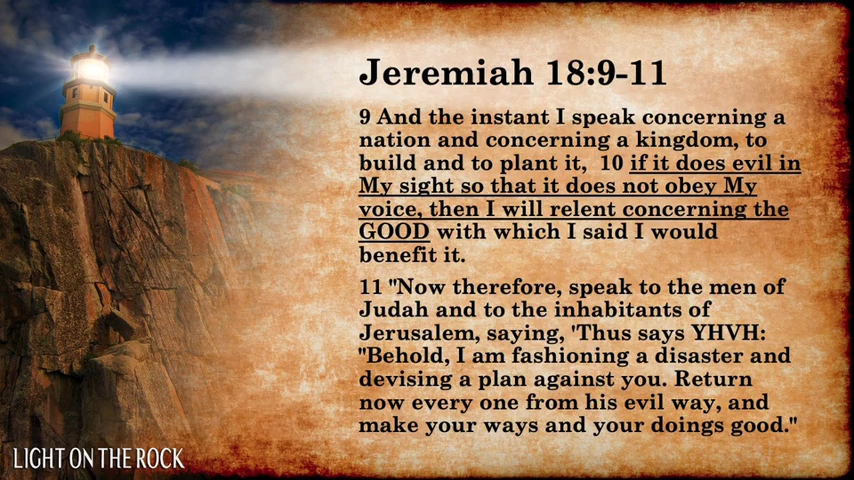 Jeremiah 18:9-11
9 And the instant I speak concerning a
nation and concerning a kingdom, to
build and to plant it,  10 if it does evil in
My sight so that it does not obey My
voice, then I will relent concerning the
GOOD with which I said I would
benefit it.
11 "Now therefore, speak to the men of
Judah and to the inhabitants of
Jerusalem, saying, 'Thus says YHVH:
"Behold, I am fashioning a disaster and
devising a plan against you. Return
now every one from his evil way, and
make your ways and your doings good."
LIGHT ON THE ROCK